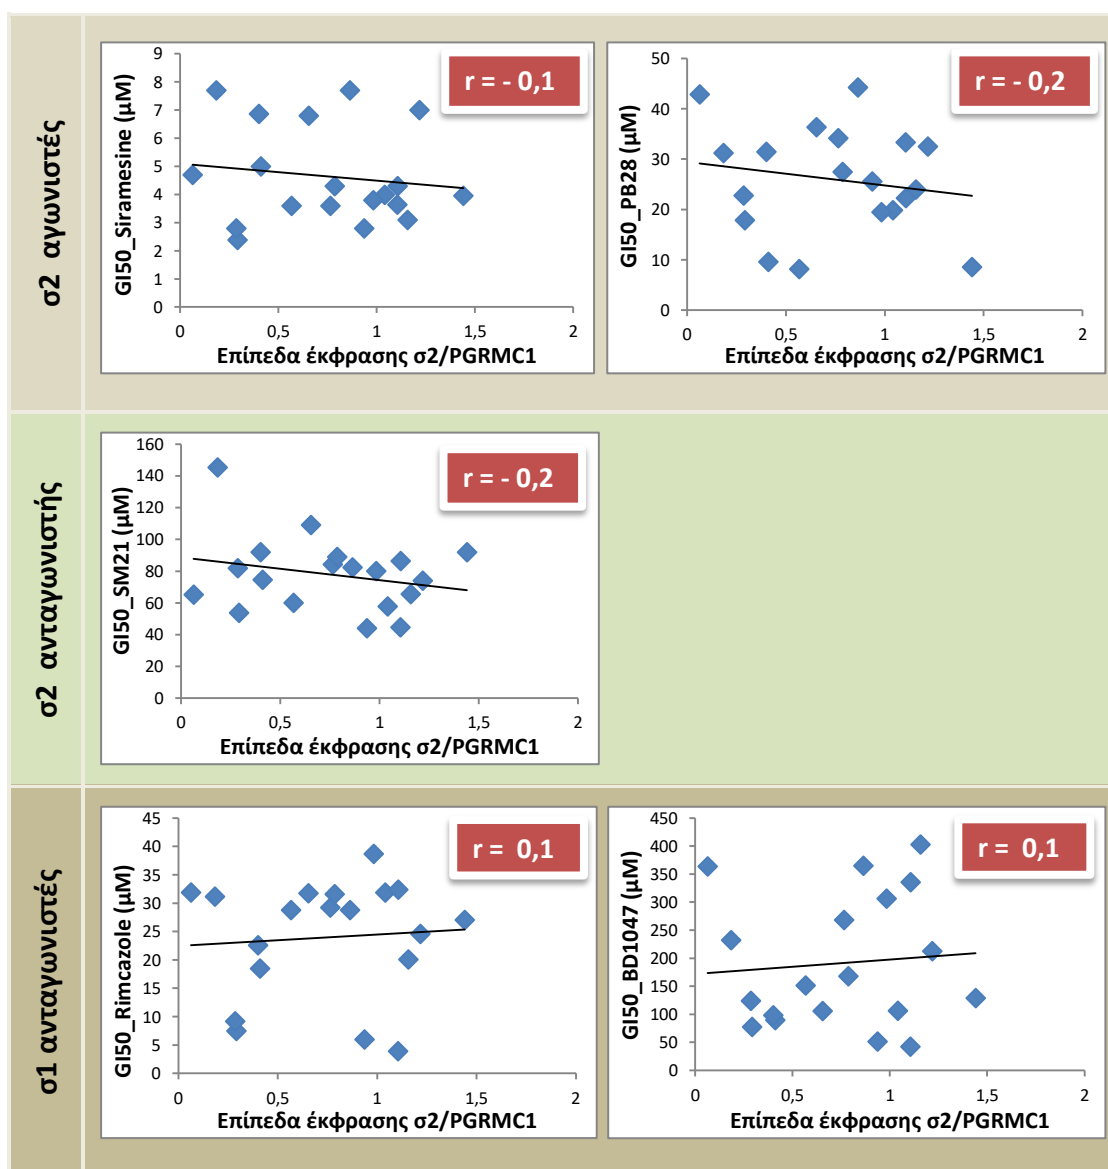 σ2 αγωνιστές
GI50_Siramesine (μM)
9
8
7
6
5
4
3
2
1
0
0 0,5 1 1,5 2
Επίπεδα έκφρασης σ2/PGRMC1
r = - 0,1
GI50_PB28 (μM)
50
40
30
20
10
0
0 0,5 1 1,5 2
Επίπεδα έκφρασης σ2/PGRMC1
r = - 0,2
σ2 ανταγωνιστής
GI50_SM21 (μM)
160
140
120
100
80
60
40
20
0
0 0,5 1 1,5 2
Επίπεδα έκφρασης σ2/PGRMC1
r = - 0,2
σ1 ανταγωνιστές
GI50_Rimcazole (μM)
45
40
35
30
25
20
15
10
5
0
0 0,5 1 1,5 2
Επίπεδα έκφρασης σ2/PGRMC1
r = 0,1
GI50_BD1047 (μM)
450
400
350
300
250
200
150
100
50
0
0 0,5 1 1,5 2
Επίπεδα έκφρασης σ2/PGRMC1
r = 0,1